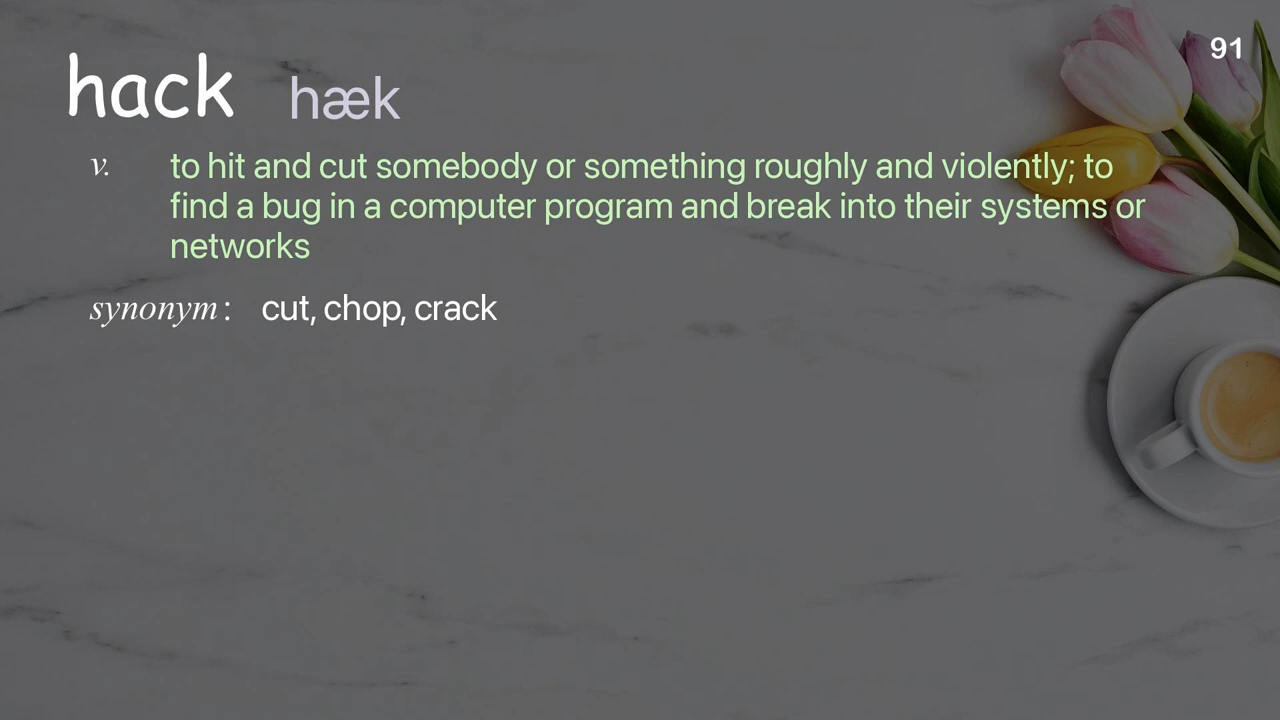 91
hack hæk
v. to hit and cut somebody or something roughly and violently; to
find a bug in a computer program and break into their systems or
networks
synonym : cut, chop, crack